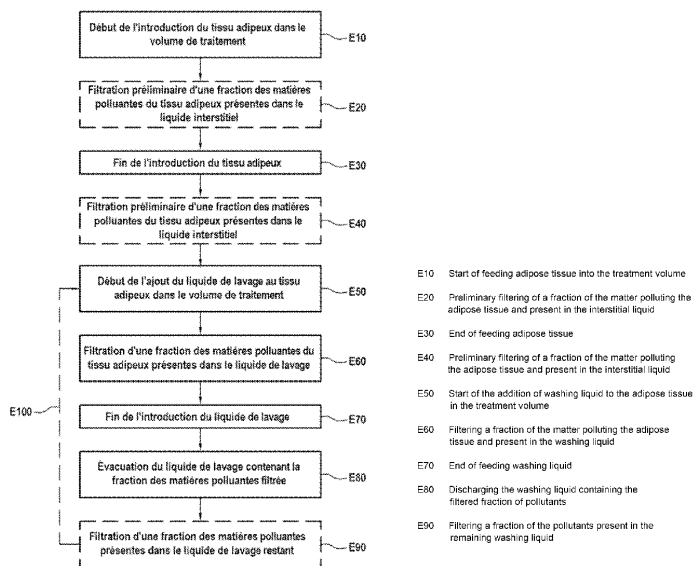 Début de l'introduction du tissu adipeux dans le
volume de traitement
E10
Filtration préliminaire d'une fraction des matières
polluantes du tissu adipeux présentes dans le
liquide interstitiel
E20
Fin de l'introduction du tissu adipeux
E30
Filtration préliminaire d'une fraction des matières
polluantes du tissu adipeux présentes dans le
liquide interstitiel
E40
Début de l'ajout du liquide de lavage au tissu
adipeux dans le volume de traitement
E50
Filtration d'une fraction des matières polluantes du
tissu adipeux présentes dans le liquide de lavage
E60
Fin de l'introduction du liquide de lavage
E70
E100
Évacuation du liquide de lavage contenant la
fraction des matières polluantes filtrée
E80
Filtration d'une fraction des matières polluantes
présentes dans le liquide de lavage restant
E90
E10 Start of feeding adipose tissue into the treatment volume
E20 Preliminary filtering of a fraction of the matter polluting the
adipose tissue and present in the interstitial liquid
E30 End of feeding adipose tissue
E40 Preliminary filtering of a fraction of the matter polluting
the adipose tissue and present in the interstitial liquid
E50 Start of the addition of washing liquid to the adipose tissue
in the treatment volume
E60 Filtering a fraction of the matter polluting the adipose
tissue and present in the washing liquid
E70 End of feeding washing liquid
E80 Discharging the washing liquid containing the
filtered fraction of pollutants
E90 Filtering a fraction of the pollutants present in the
remaining washing liquid